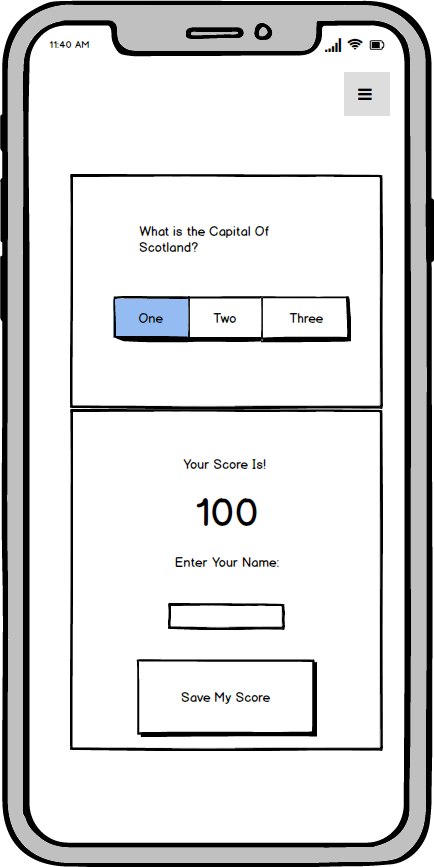 11:40 AM
What is the Capital Of
Scotland?
One Two Three
Your Score Is!
100
Enter Your Name:
Save My Score